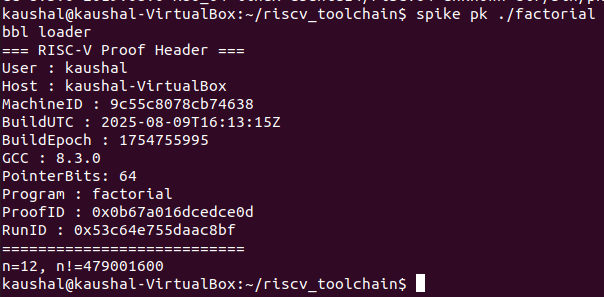 kaushal@kaushal-VirtualBox:~/riscv_toolchain$ spike pk ./factorial
bbl loader
=== RISC-V Proof Header ===
User : kaushal
Host : kaushal-VirtualBox
MachineID : 9c55c8078cb74638
BuildUTC : 2025-08-09T16:13:15Z
BuildEpoch : 1754755995
GCC : 8.3.0
PointerBits: 64
Program : factorial
ProofID : 0x0b67a016dcedce0d
RunID : 0x53c64e755daac8bf
===========================
n=12, n!=479001600
kaushal@kaushal-VirtualBox:~/riscv_toolchain$